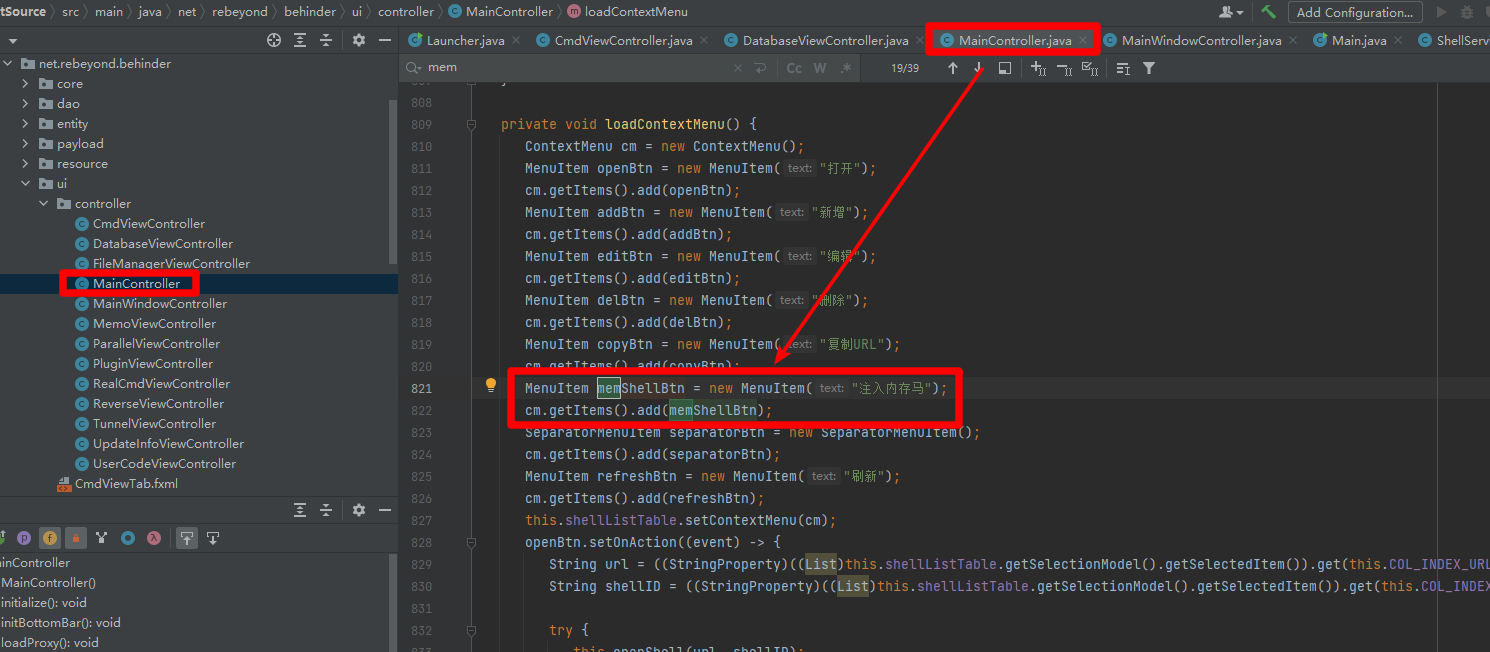 tSource > src > main > java > net > rebeyond > behinder > ui > controller > MainController > loadContextMenu
Add Configuration...
Launcher.java CmdViewController.java DatabaseViewController.java MainController.java MainWindowController.java Main.java ShellServ
mem
Cc W .*
19/39
net.rebeyond.behinder
core
dao
entity
payload
resource
ui
controller
CmdViewController
DatabaseViewController
FileManagerViewController
MainController
MainWindowController
MemoViewController
ParallelViewController
PluginViewController
RealCmdViewController
ReverseViewController
TunnelViewController
UpdateInfoViewController
UserCodeViewController
CmdViewTab.fxml
inController
MainController()
initialize(): void
initBottomBar(): void
loadProxy(): void
808
809 private void loadContextMenu() {
810 ContextMenu cm = new ContextMenu();
811 MenuItem openBtn = new MenuItem( text: "打开");
812 cm.getItems().add(openBtn);
813 MenuItem addBtn = new MenuItem( text: "新增");
814 cm.getItems().add(addBtn);
815 MenuItem editBtn = new MenuItem( text: "编辑");
816 cm.getItems().add(editBtn);
817 MenuItem delBtn = new MenuItem( text: "删除");
818 cm.getItems().add(delBtn);
819 MenuItem copyBtn = new MenuItem( text: "复制URL");
820 cm.getItems().add(copyBtn);
821 MenuItem memShellBtn = new MenuItem( text: "注入内存马");
822 cm.getItems().add(memShellBtn);
823 SeparatorMenuItem separatorBtn = new SeparatorMenuItem();
824 cm.getItems().add(separatorBtn);
825 MenuItem refreshBtn = new MenuItem( text: "刷新");
826 cm.getItems().add(refreshBtn);
827 this.shellListTable.setContextMenu(cm);
828 openBtn.setOnAction((event) -> {
829 String url = ((StringProperty)((List)this.shellListTable.getSelectionModel().getSelectedItem()).get(this.COL_INDEX_URL
830 String shellID = ((StringProperty)((List)this.shellListTable.getSelectionModel().getSelectedItem()).get(this.COL_INDEX
831
832 try {
this.openShell(url, shellID);